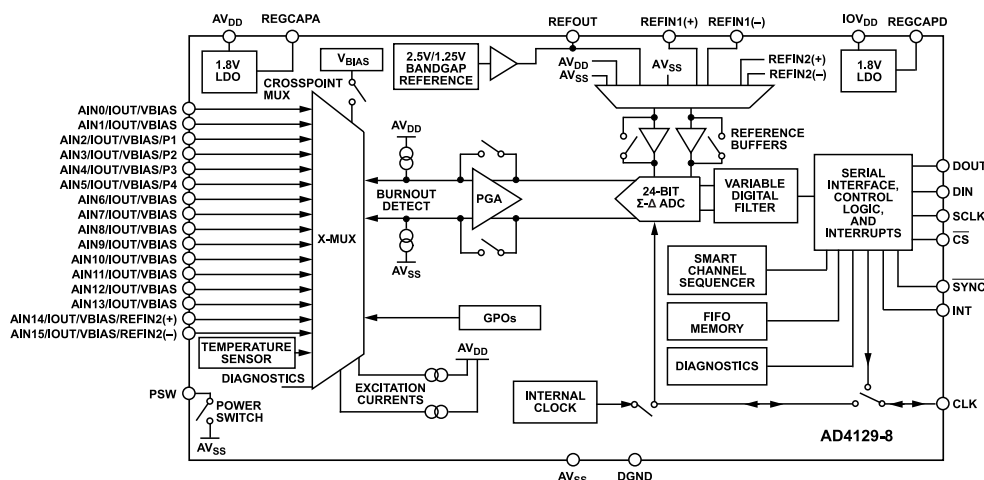 AVDD
REGCAPA
REFOUT
REFIN1(+)
REFIN1(−)
IOVDD
REGCAPD
1.8V
LDO
VBIAS
CROSSPOINT
MUX
2.5V/1.25V
BANDGAP
REFERENCE
AVDD
AVSS
AVSS
REFIN2(+)
REFIN2(−)
1.8V
LDO
AIN0/IOUT/VBIAS
AIN1/IOUT/VBIAS
AIN2/IOUT/VBIAS/P1
AIN3/IOUT/VBIAS/P2
AIN4/IOUT/VBIAS/P3
AIN5/IOUT/VBIAS/P4
AIN6/IOUT/VBIAS
AIN7/IOUT/VBIAS
AIN8/IOUT/VBIAS
AIN9/IOUT/VBIAS
AIN10/IOUT/VBIAS
AIN11/IOUT/VBIAS
AIN12/IOUT/VBIAS
AIN13/IOUT/VBIAS
AIN14/IOUT/VBIAS/REFIN2(+)
AIN15/IOUT/VBIAS/REFIN2(−)
X-MUX
AVDD
BURNOUT
DETECT
AVSS
PGA
REFERENCE
BUFFERS
24-BIT
Σ-Δ ADC
VARIABLE
DIGITAL
FILTER
SERIAL
INTERFACE,
CONTROL
LOGIC,
AND
INTERRUPTS
DOUT
DIN
SCLK
CS
SYNC
INT
SMART
CHANNEL
SEQUENCER
FIFO
MEMORY
DIAGNOSTICS
GPOs
TEMPERATURE
SENSOR
DIAGNOSTICS
AVDD
EXCITATION
CURRENTS
PSW
POWER
SWITCH
AVSS
INTERNAL
CLOCK
CLK
AD4129-8
AVSS
DGND